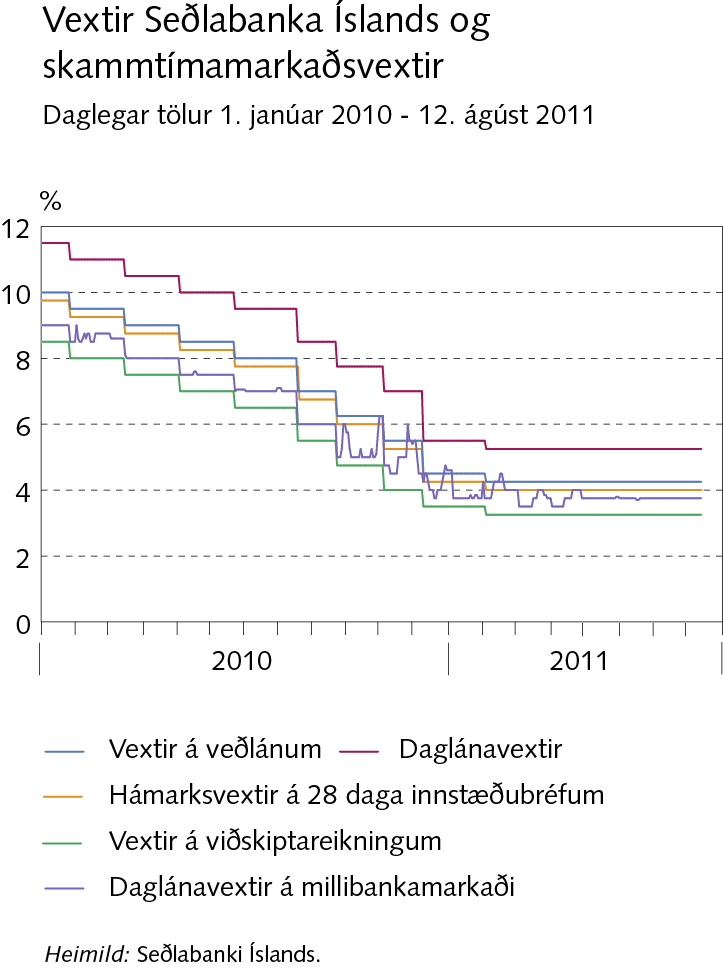 Vextir Seðlabanka Íslands og
skammtímamarkaðsvextir
Daglegar tölur 1. janúar 2010 - 12. ágúst 2011
%
12
10
8
6
4
2
0
2010 2011
Vextir á veðlánum Daglánavextir
Hámarksvextir á 28 daga innstæðubréfum
Vextir á viðskiptareikningum
Daglánavextir á millibankamarkaði
Heimild: Seðlabanki Íslands.